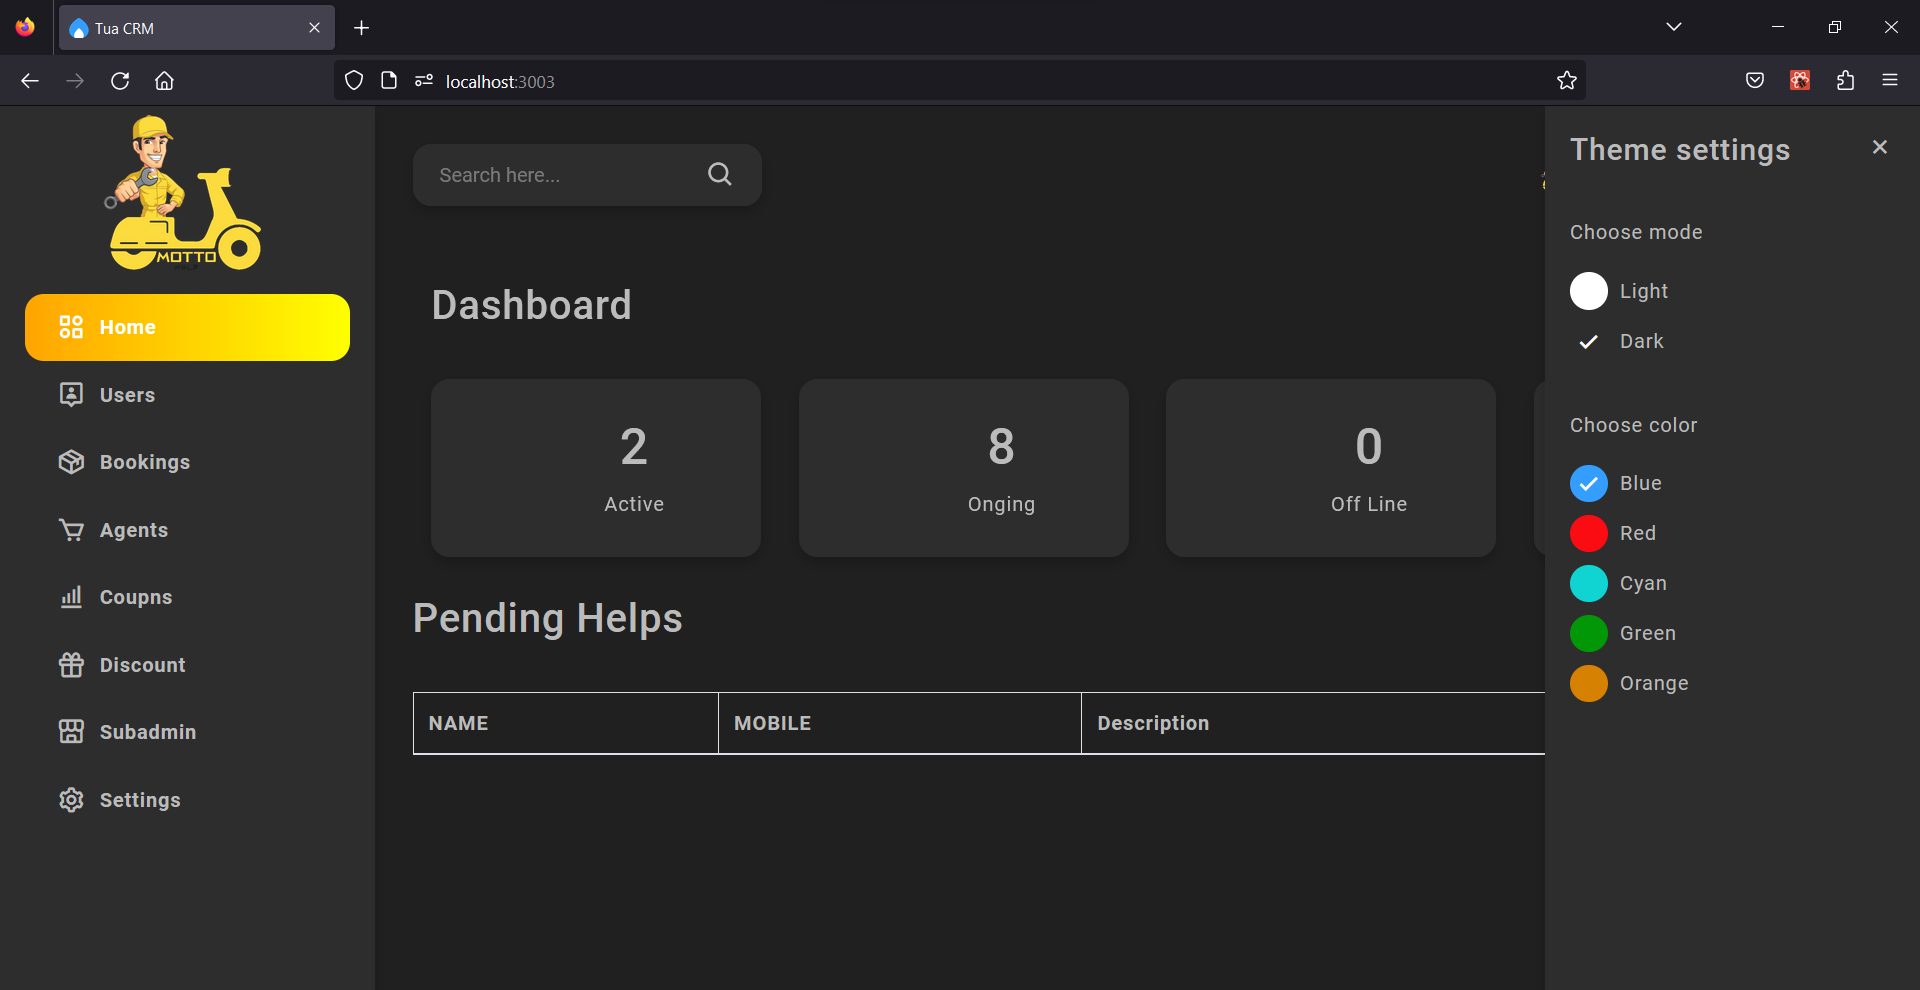 Tua CRM
localhost:3003
MOTTO
Home
Users
Bookings
Agents
Coupns
Discount
Subadmin
Settings
Search here...
Dashboard
2
Active
8
Onging
0
Off Line
Pending Helps
NAME
MOBILE
Description
Theme settings
Choose mode
Light
Dark
Choose color
Blue
Red
Cyan
Green
Orange